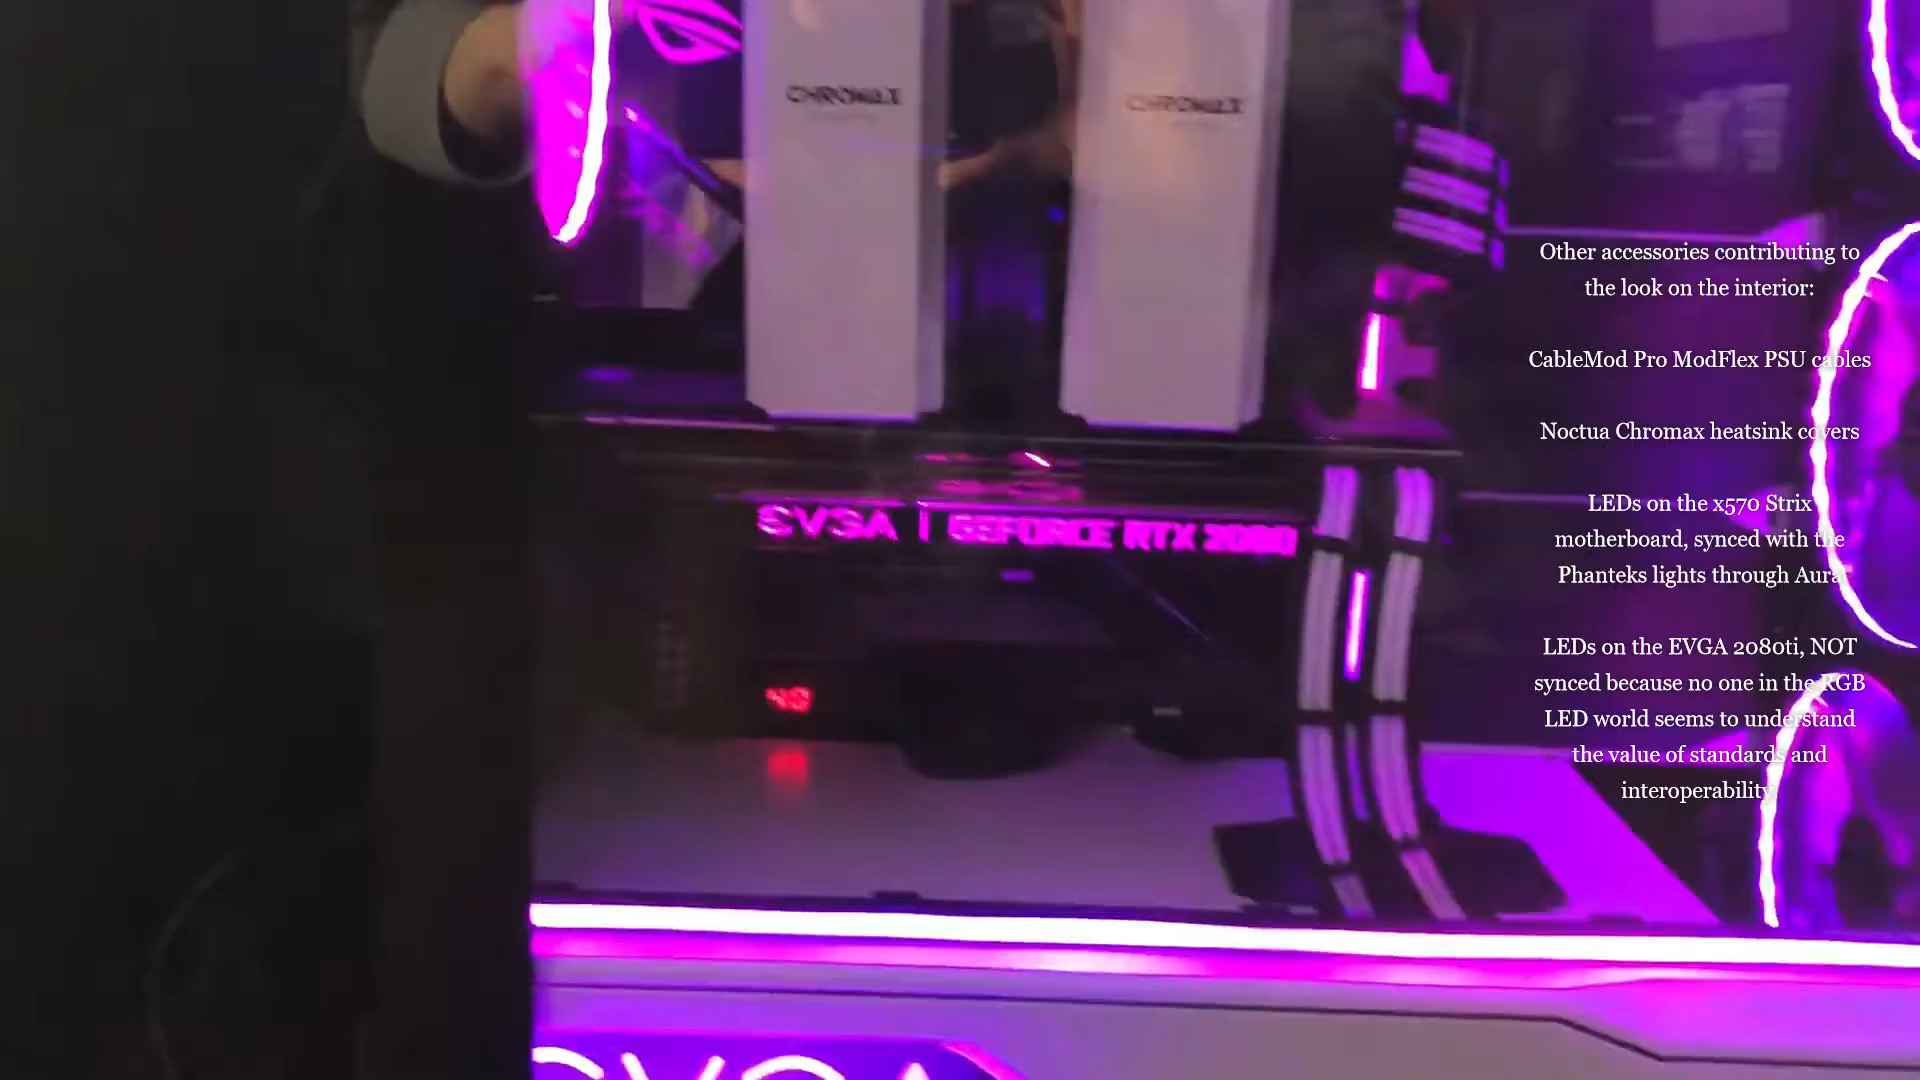 CHROMAX
CHROMAX
EVGA | GEFORCE RTX 2080
49
EVGA
Other accessories contributing to
the look on the interior:
CableMod Pro ModFlex PSU cables
Noctua Chromax heatsink covers
LEDs on the x570 Strix
motherboard, synced with the
Phanteks lights through Aura
LEDs on the EVGA 2080ti, NOT
synced because no one in the RGB
LED world seems to understand
the value of standards and
interoperability.